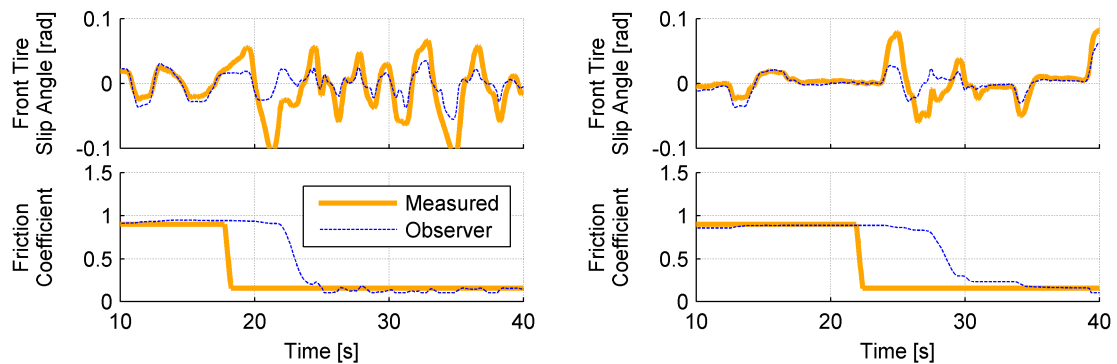 Front Tire
Slip Angle [rad]
0.1
0
-0.1
Friction
Coefficient
1.5
1
0.5
0
10
20
30
40
Time [s]
Measured
Observer
Front Tire
Slip Angle [rad]
0.1
0
-0.1
Friction
Coefficient
1.5
1
0.5
0
10
20
30
40
Time [s]